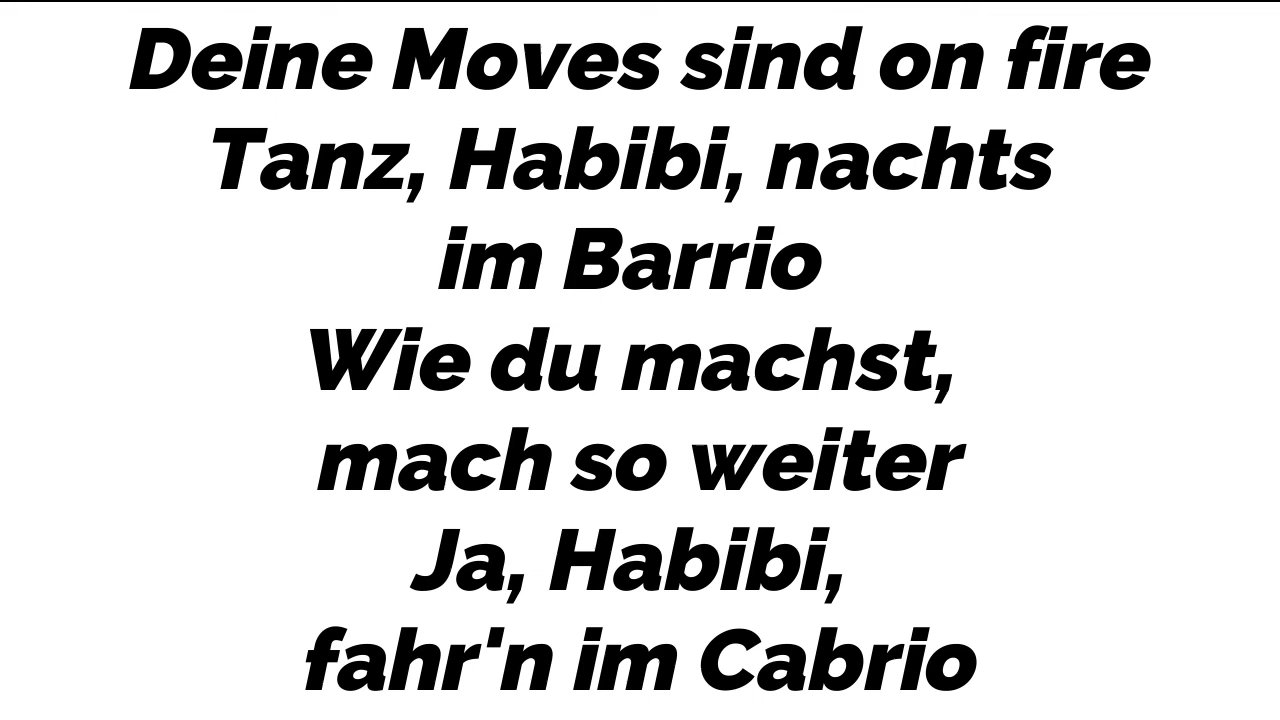 Deine Moves sind on fire
Tanz, Habibi, nachts
im Barrio
Wie du machst,
mach so weiter
Ja, Habibi,
fahr'n im Cabrio